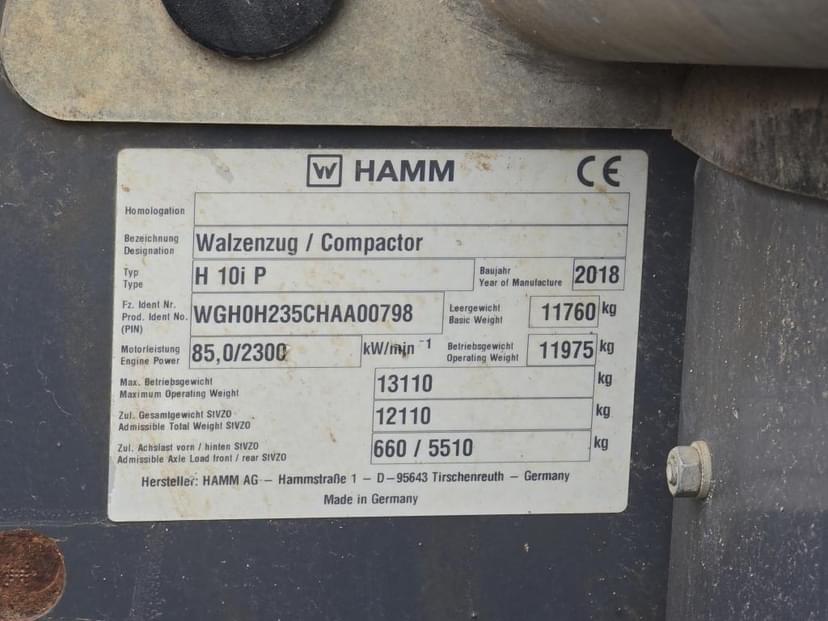 W HAMM CE
Homologation
Bezeichnung
Designation
Walzenzug / Compactor
Typ
Type
H 10i P
Baujahr
Year of Manufacture
2018
Fz. Ident Nr.
Prod. Ident No.
(PIN)
WGH0H235CHAA00798
Leergewicht
Basic Weight
11760 kg
Motorleistung
Engine Power
85,0/2300 kW/min -1
Betriebsgewicht
Operating Weight
11975 kg
Max. Betriebsgewicht
Maximum Operating Weight
13110 kg
Zul. Gesamtgewicht StVZO
Admissible Total Weight StVZO
12110 kg
Zul. Achslast vorn / hinten StVZO
Admissible Axle Load front / rear StVZO
660 / 5510 kg
Hersteller: HAMM AG – Hammstraße 1 – D–95643 Tirschenreuth – Germany
Made in Germany